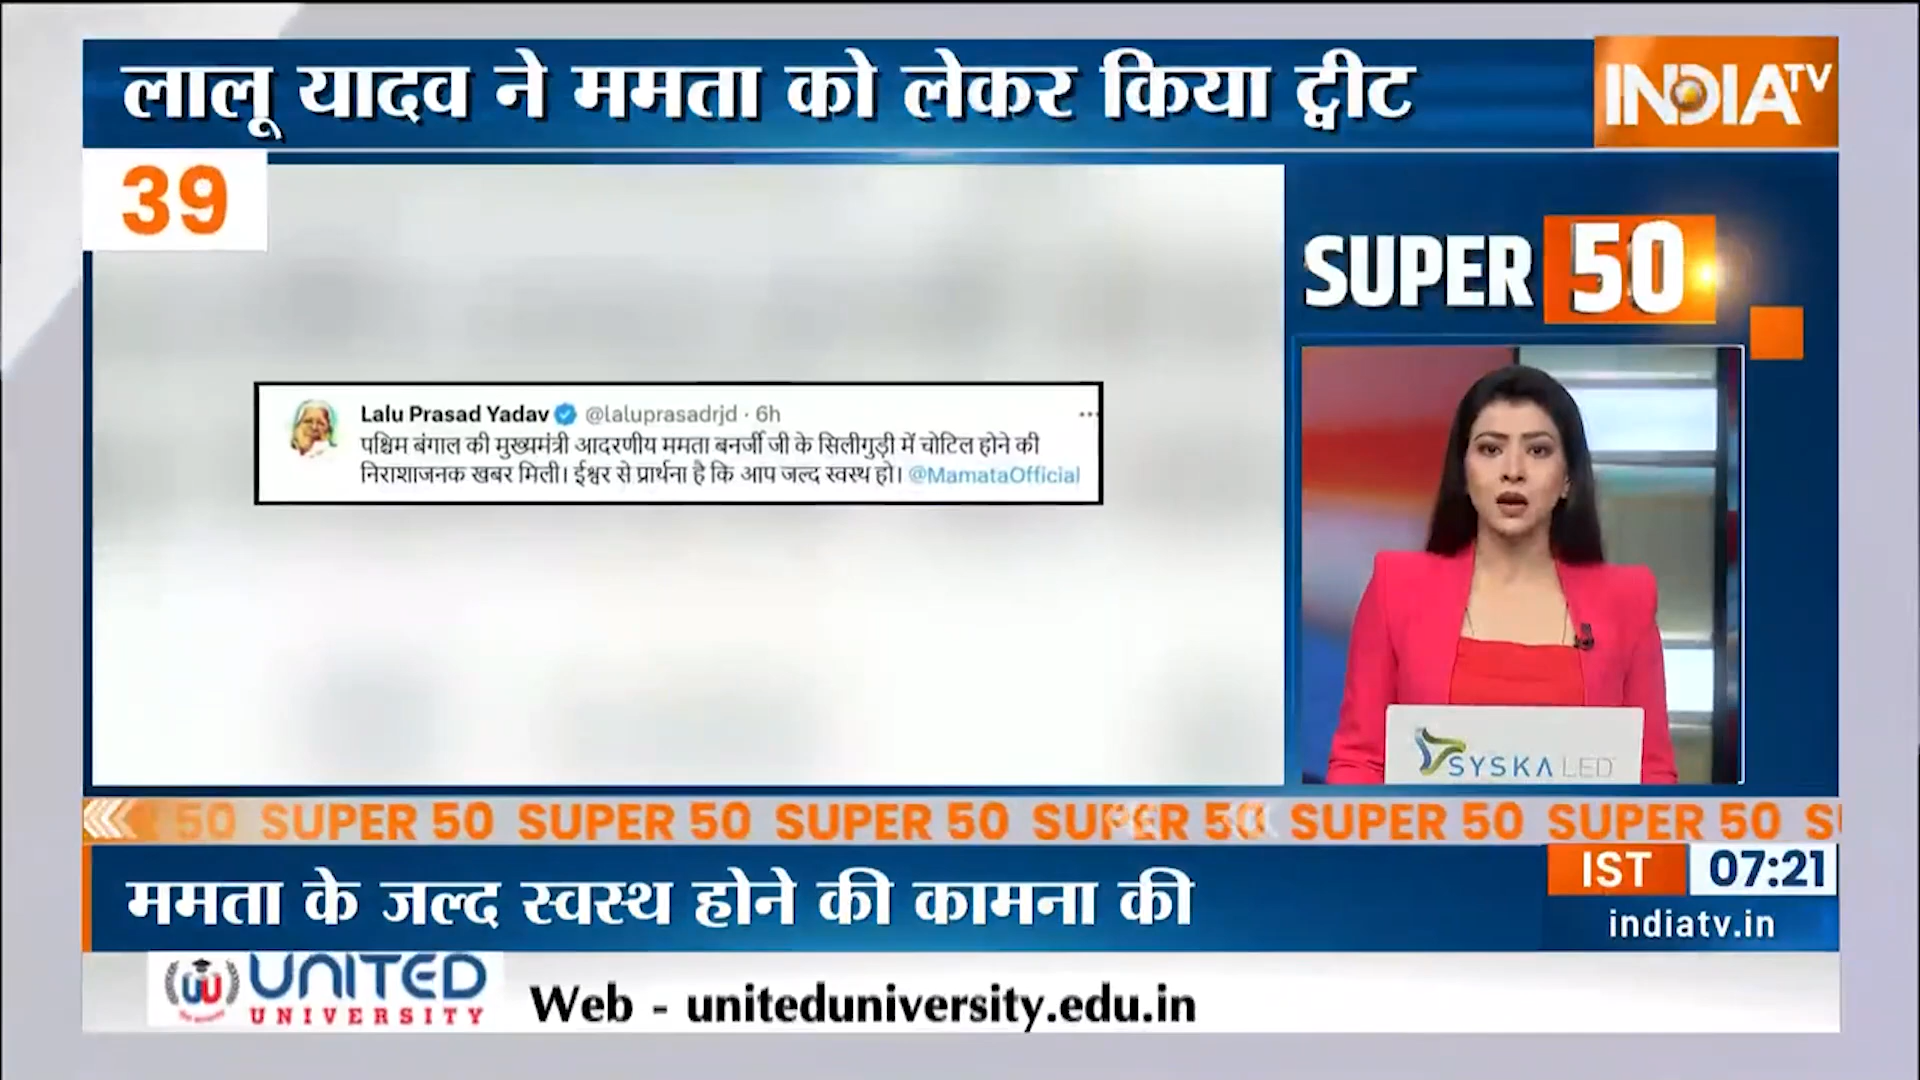 लालू यादव ने ममता को लेकर किया ट्वीट
INDIA TV
39
SUPER 50
Lalu Prasad Yadav @laluprasadrjd · 6h
पश्चिम बंगाल की मुख्यमंत्री आदरणीय ममता बनर्जी जी के सिलीगुड़ी में चोटिल होने की
निराशाजनक खबर मिली। ईश्वर से प्रार्थना है कि आप जल्द स्वस्थ हो। @MamataOfficial
SYSKA LED
50 SUPER 50 SUPER 50 SUPER 50 SUPER 50 SUPER 50 SUPER 50 SU
ममता के जल्द स्वस्थ होने की कामना की
IST 07:21
indiatv.in
UNITED
UNIVERSITY
Web - uniteduniversity.edu.in